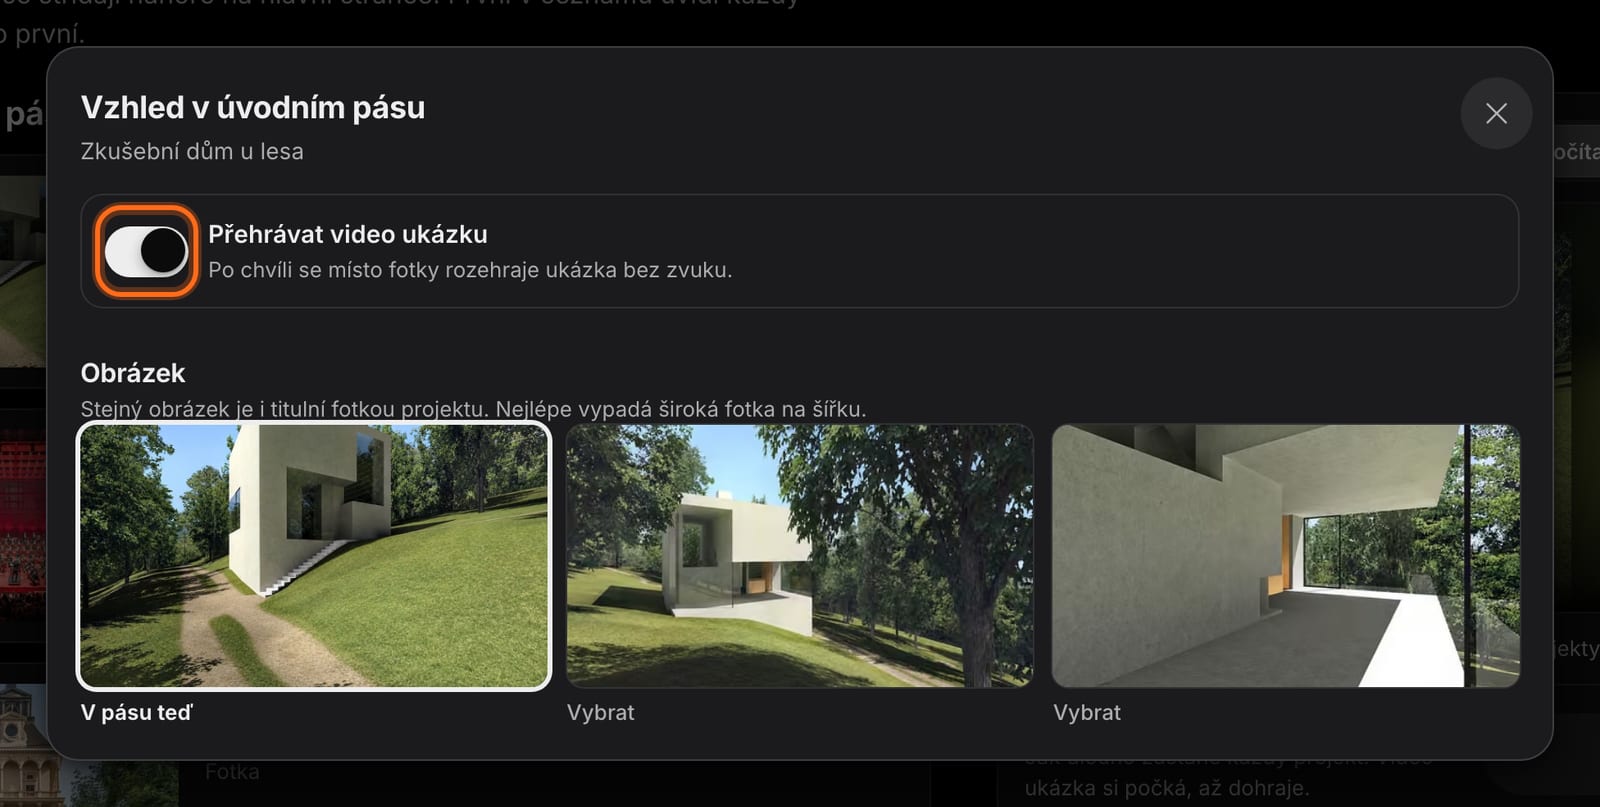 o první.
pá
Vzhled v úvodním pásu
Zkušební dům u lesa
Přehrávat video ukázku
Po chvíli se místo fotky rozehraje ukázka bez zvuku.
Obrázek
Stejný obrázek je i titulní fotkou projektu. Nejlépe vypadá široká fotka na šířku.
V pásu teď
Vybrat
Vybrat
Fotka
ukázka si počká, až dohraje.